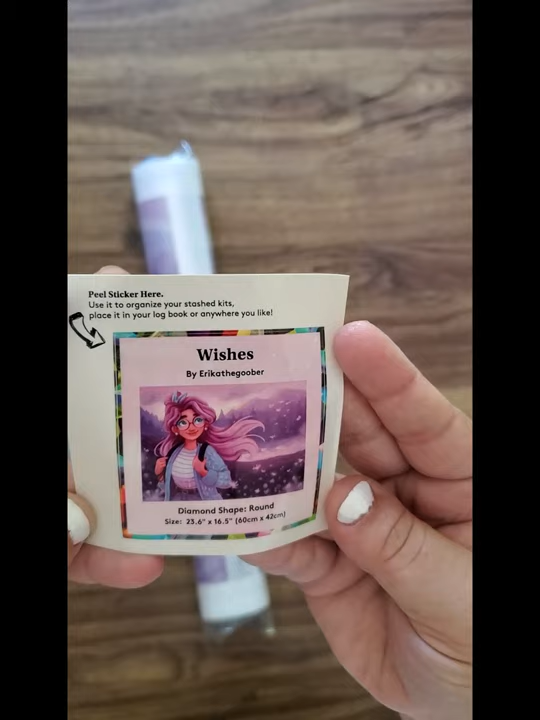 Peel Sticker Here.
Use it to organize your stashed kits,
place it in your log book or anywhere you like!
Wishes
By Erikathegoober
Diamond Shape: Round
Size: 23.6" x 16.5" (60cm x 42cm)